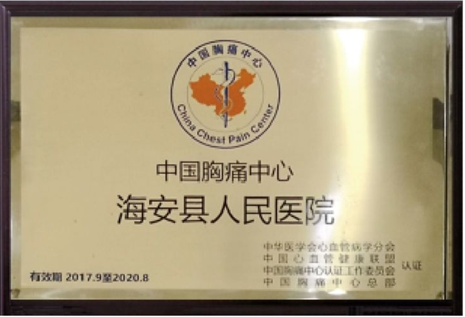 中国胸痛中心
China Chest Pain Center
中国胸痛中心
海安县人民医院
中华医学会心血管病学分会
中国心血管健康联盟
中国胸痛中心认证工作委员会 认证
中国胸痛中心总部
有效期 2017.9至2020.8